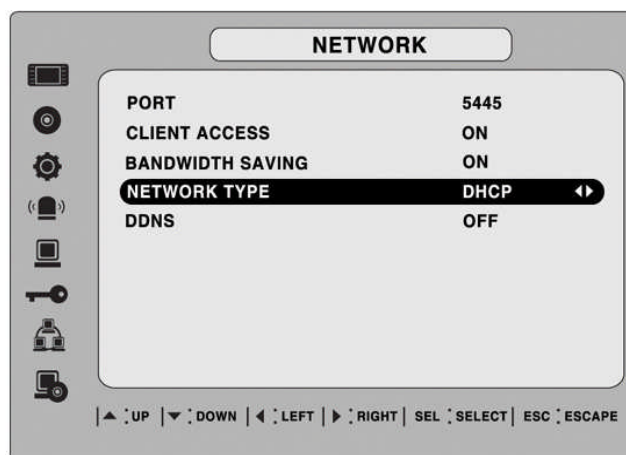 NETWORK
PORT 5445
CLIENT ACCESS ON
BANDWIDTH SAVING ON
NETWORK TYPE DHCP
DDNS OFF
▲ : UP | ▼ : DOWN | ◀ : LEFT | ▶ : RIGHT | SEL : SELECT | ESC : ESCAPE